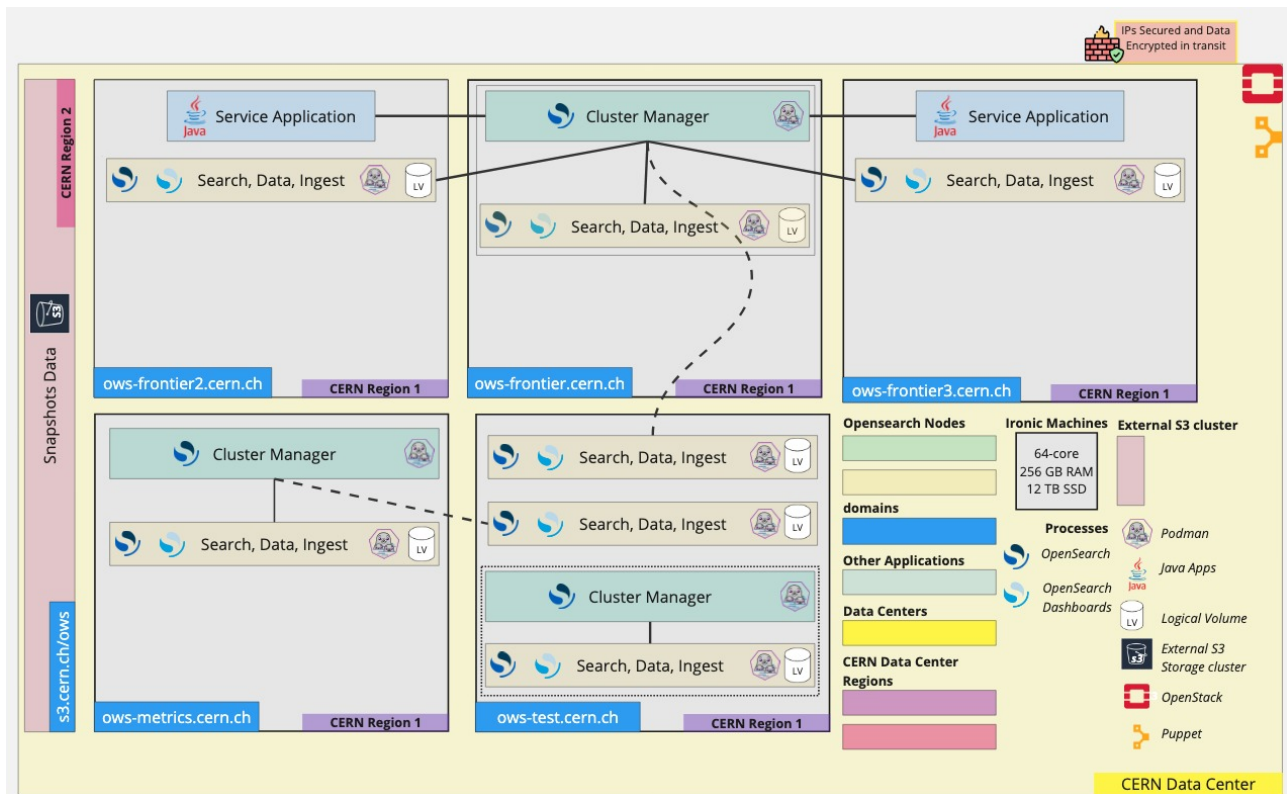 IPs Secured and Data
Encrypted in transit
CERN Region 2
S3
Snapshots Data
s3.cern.ch/ows
Java
Service Application
Search, Data, Ingest
LV
ows-frontier2.cern.ch
CERN Region 1
Cluster Manager
Search, Data, Ingest
LV
ows-frontier.cern.ch
CERN Region 1
Java
Service Application
Search, Data, Ingest
LV
ows-frontier3.cern.ch
CERN Region 1
Cluster Manager
Search, Data, Ingest
LV
ows-metrics.cern.ch
CERN Region 1
Search, Data, Ingest
LV
Search, Data, Ingest
LV
Cluster Manager
Search, Data, Ingest
LV
ows-test.cern.ch
CERN Region 1
Opensearch Nodes
domains
Other Applications
Data Centers
CERN Data Center
Regions
Ironic Machines
64-core
256 GB RAM
12 TB SSD
Processes
OpenSearch
OpenSearch
Dashboards
External S3 cluster
Podman
Java
Java Apps
LV
Logical Volume
S3
External S3
Storage cluster
OpenStack
Puppet
CERN Data Center